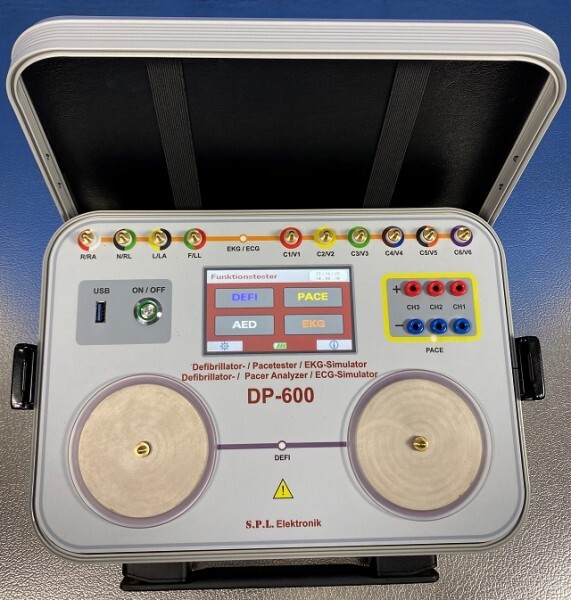 R/RA
N/RL
L/LA
F/LL
EKG / ECG
C1/V1
C2/V2
C3/V3
C4/V4
C5/V5
C6/V6
USB
ON / OFF
Funktionstester
DEFI
PACE
AED
EKG
+
CH3
CH2
CH1
−
PACE
Defibrillator- / Pacetester / EKG-Simulator
Defibrillator- / Pacer Analyzer / ECG-Simulator
DP-600
DEFI
S.P.L. Elektronik